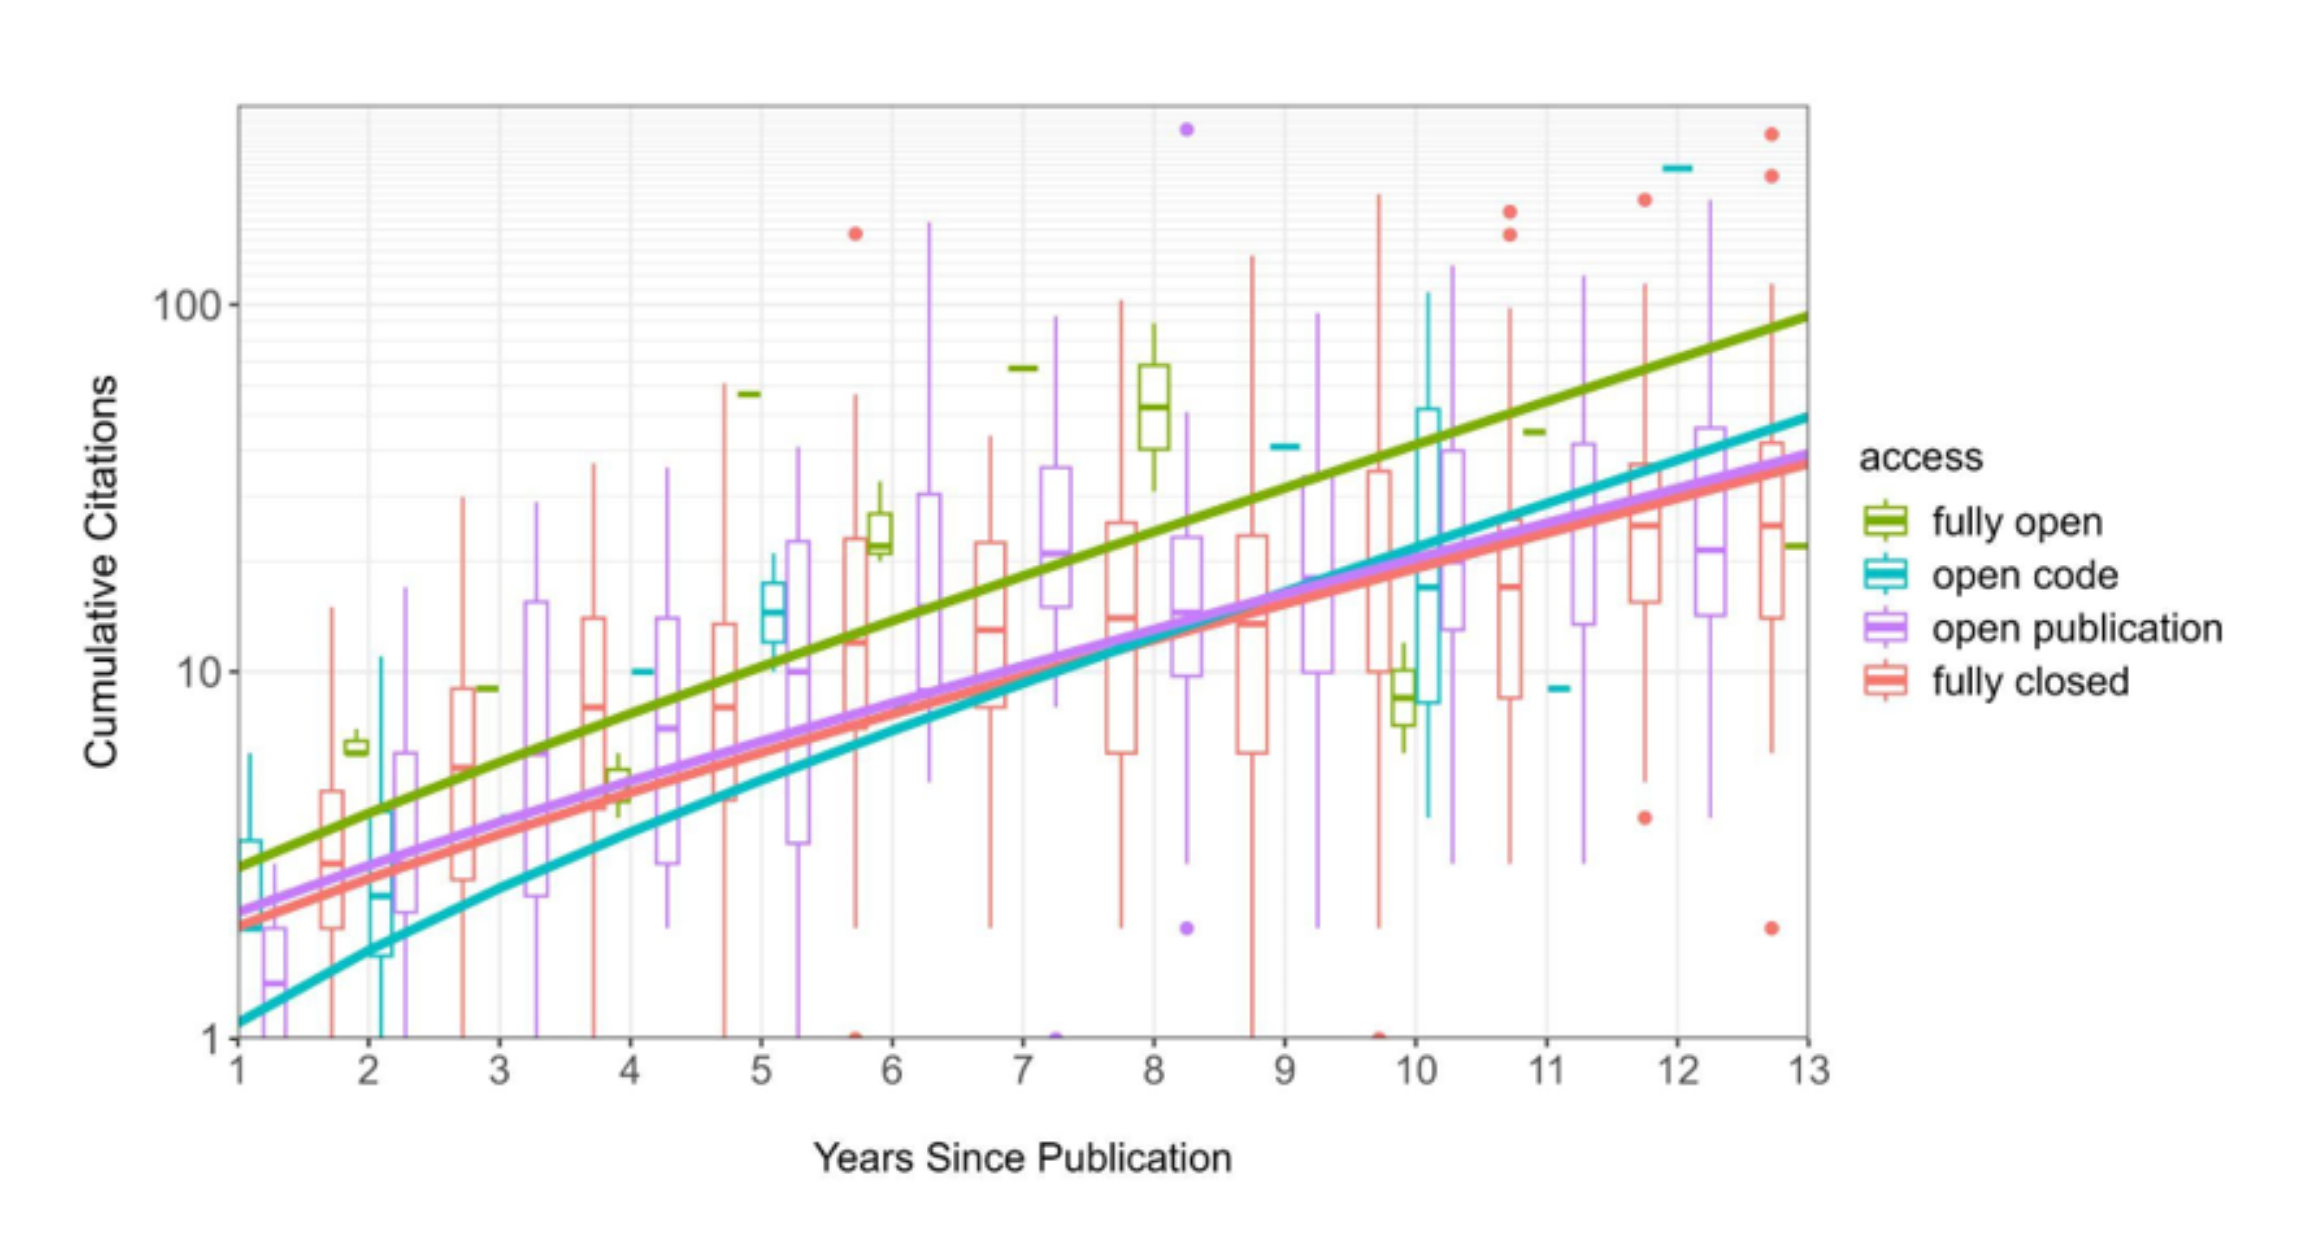 Cumulative Citations
100
10
1
1 2 3 4 5 6 7 8 9 10 11 12 13
Years Since Publication
access
fully open
open code
open publication
fully closed